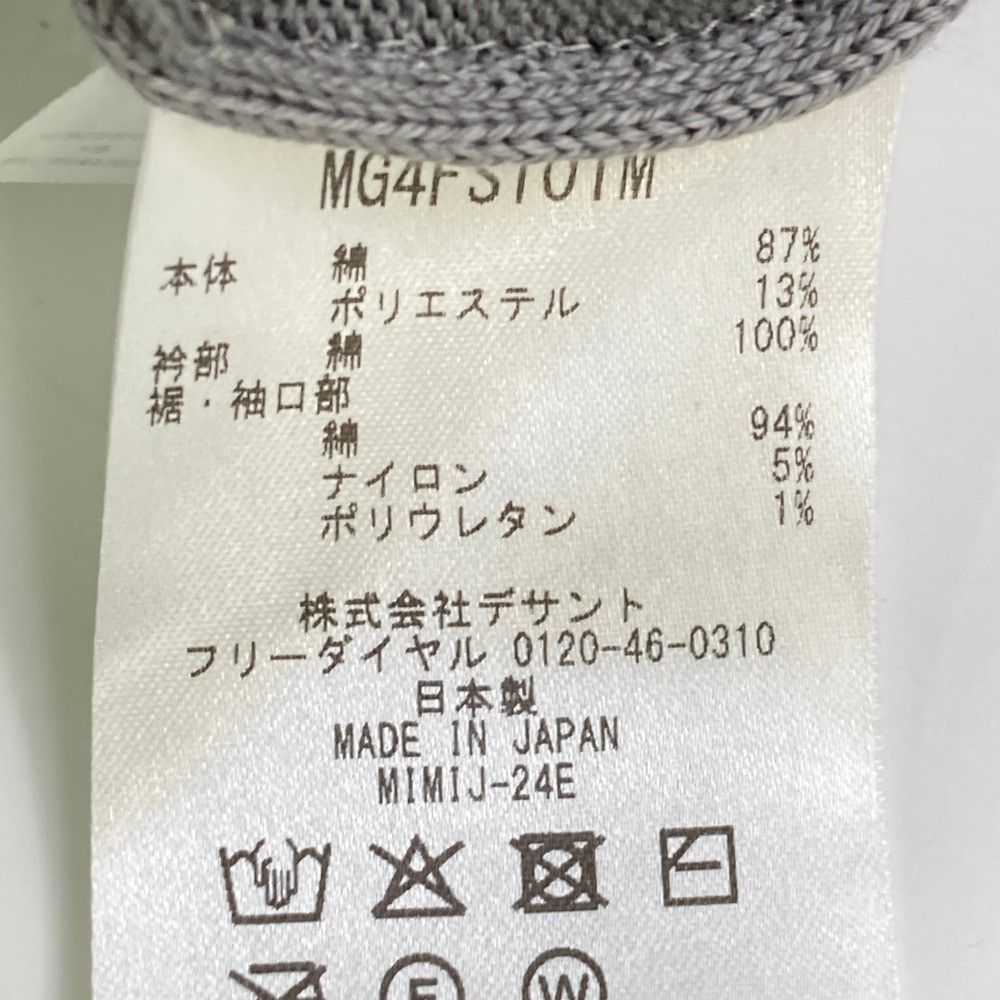 MG4FS101M
本体 綿 87%
ポリエステル 13%
衿部 綿 100%
裾・袖口部
綿 94%
ナイロン 5%
ポリウレタン 1%
株式会社デサント
フリーダイヤル 0120-46-0310
日本製
MADE IN JAPAN
MIMIJ-24E
F W